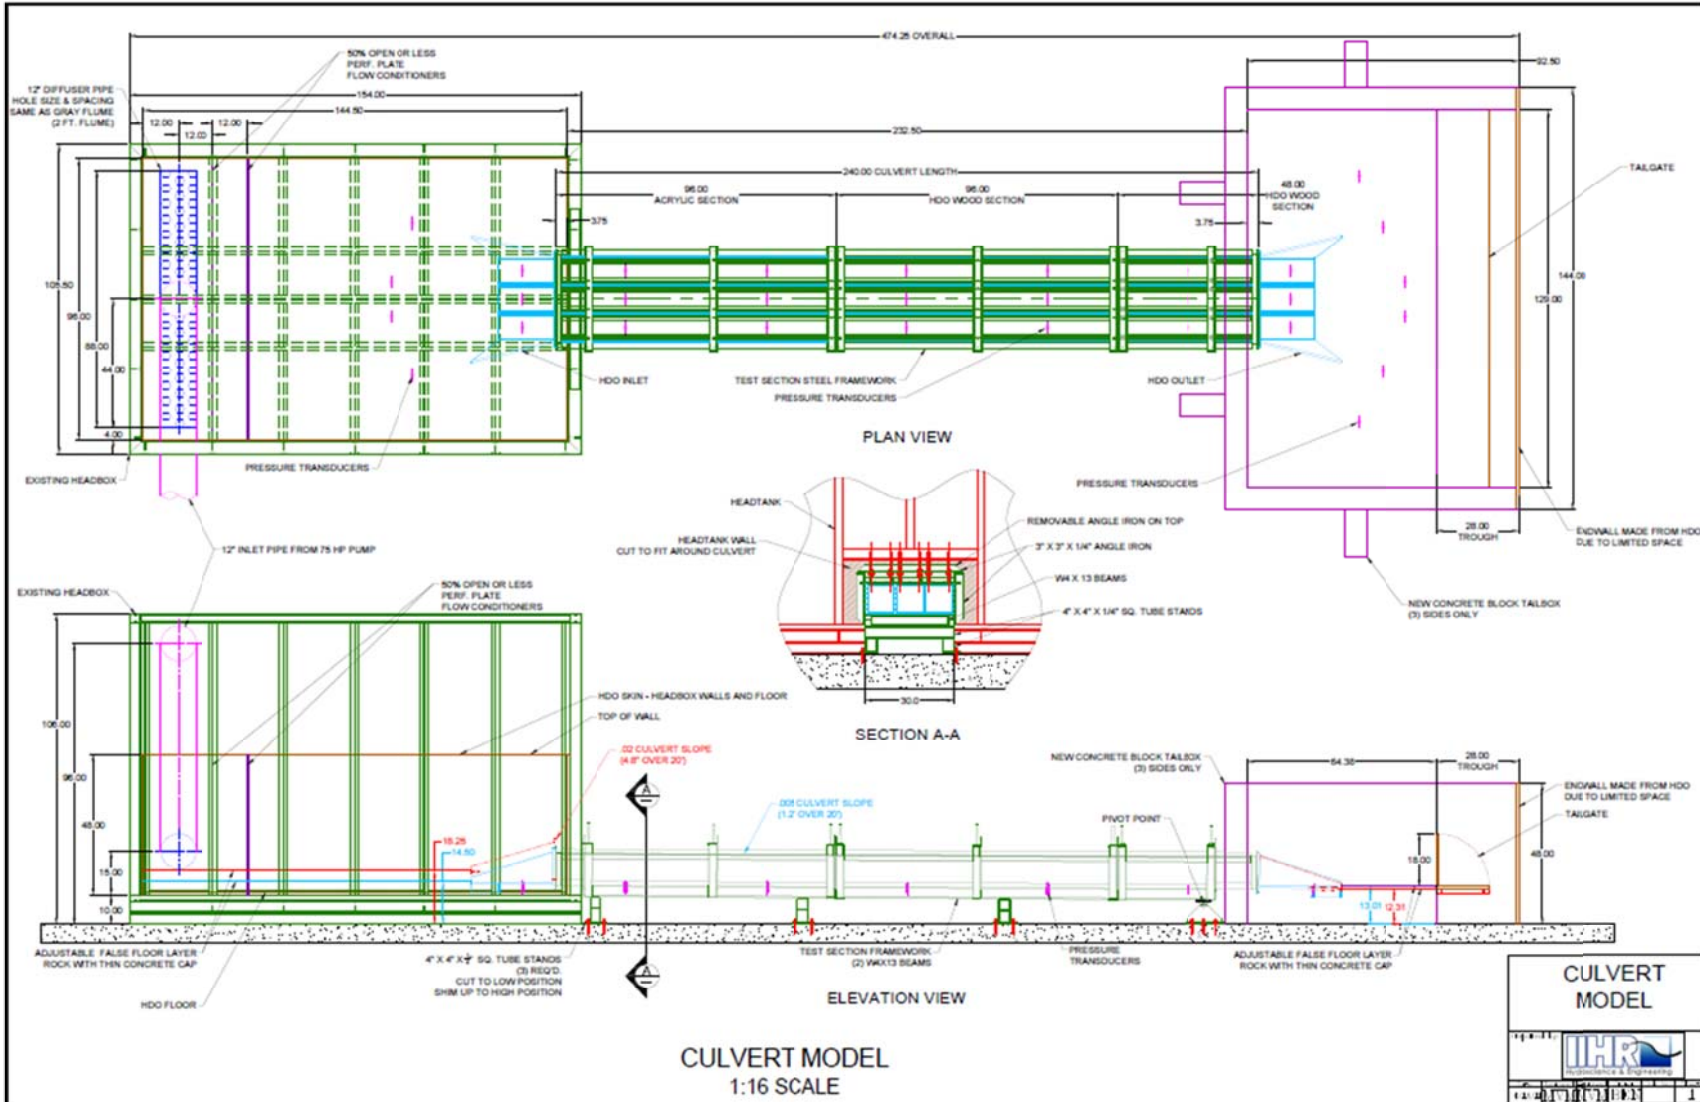 474.25 OVERALL
92.50
50% OPEN OR LESS
PERF. PLATE
FLOW CONDITIONERS
12" DIFFUSER PIPE
HOLE SIZE & SPACING
SAME AS GRAY FLUME
(2 FT. FLUME)
154.00
144.50
12.00
12.00
12.00
232.50
240.00 CULVERT LENGTH
96.00
ACRYLIC SECTION
96.00
HDO WOOD SECTION
48.00
HDO WOOD
SECTION
3.75
3.75
TAILGATE
105.50
96.00
88.00
44.00
4.00
129.00
HDO INLET
TEST SECTION STEEL FRAMEWORK
PRESSURE TRANSDUCERS
HDO OUTLET
PLAN VIEW
PRESSURE TRANSDUCERS
EXISTING HEADBOX
PRESSURE TRANSDUCERS
28.00
TROUGH
ENDWALL MADE FROM HDO
DUE TO LIMITED SPACE
HEADTANK
REMOVABLE ANGLE IRON ON TOP
HEADTANK WALL
CUT TO FIT AROUND CULVERT
3" X 3" X 1/4" ANGLE IRON
W4 X 13 BEAMS
4" X 4" X 1/4" SQ. TUBE STANDS
12" INLET PIPE FROM 75 HP PUMP
NEW CONCRETE BLOCK TAILBOX
(3) SIDES ONLY
30.0
SECTION A-A
EXISTING HEADBOX
50% OPEN OR LESS
PERF. PLATE
FLOW CONDITIONERS
HDO SKIN - HEADBOX WALLS AND FLOOR
TOP OF WALL
.02 CULVERT SLOPE
(4.8" OVER 20')
106.00
96.00
48.00
15.00
10.00
18.25
14.50
A
CULVERT SLOPE
OVER 20')
PIVOT POINT
NEW CONCRETE BLOCK TAILBOX
(3) SIDES ONLY
64.38
28.00
TROUGH
ENDWALL MADE FROM HDO
DUE TO LIMITED SPACE
TAILGATE
18.00
48.00
13.01
12.31
ADJUSTABLE FALSE FLOOR LAYER
ROCK WITH THIN CONCRETE CAP
HDO FLOOR
4" X 4" X SQ. TUBE STANDS
(3) REQ'D.
CUT TO LOW POSITION
SHIM UP TO HIGH POSITION
A
TEST SECTION FRAMEWORK
(2) W4X13 BEAMS
PRESSURE
TRANSDUCERS
ADJUSTABLE FALSE FLOOR LAYER
ROCK WITH THIN CONCRETE CAP
ELEVATION VIEW
CULVERT MODEL
1:16 SCALE
CULVERT
MODEL
IIHR
Hydroscience & Engineering